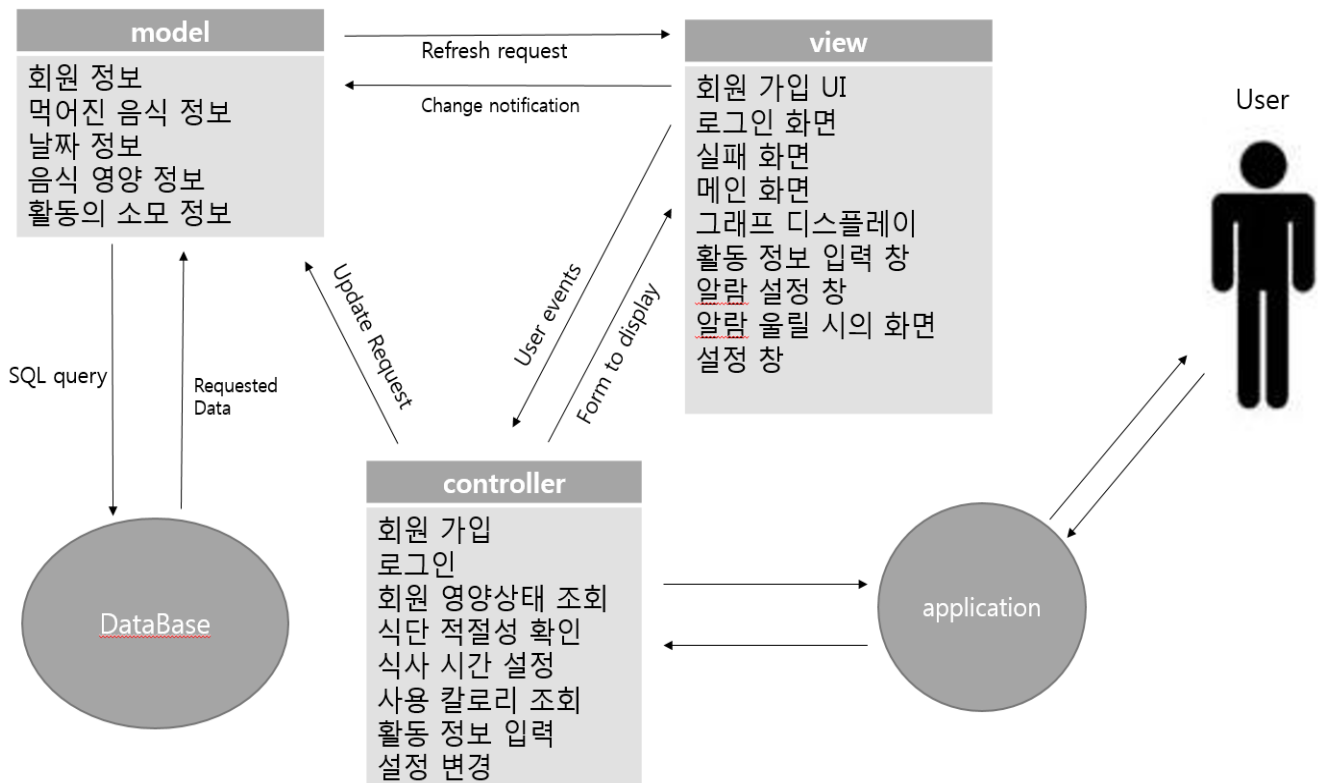 model
회원 정보
먹어진 음식 정보
날짜 정보
음식 영양 정보
활동의 소모 정보
Refresh request
Change notification
view
회원 가입 UI
로그인 화면
실패 화면
메인 화면
그래프 디스플레이
활동 정보 입력 창
알람 설정 창
알람 울릴 시의 화면
설정 창
User
SQL query
Requested
Data
Update Request
User events
Form to display
DataBase
controller
회원 가입
로그인
회원 영양상태 조회
식단 적절성 확인
식사 시간 설정
사용 칼로리 조회
활동 정보 입력
설정 변경
application